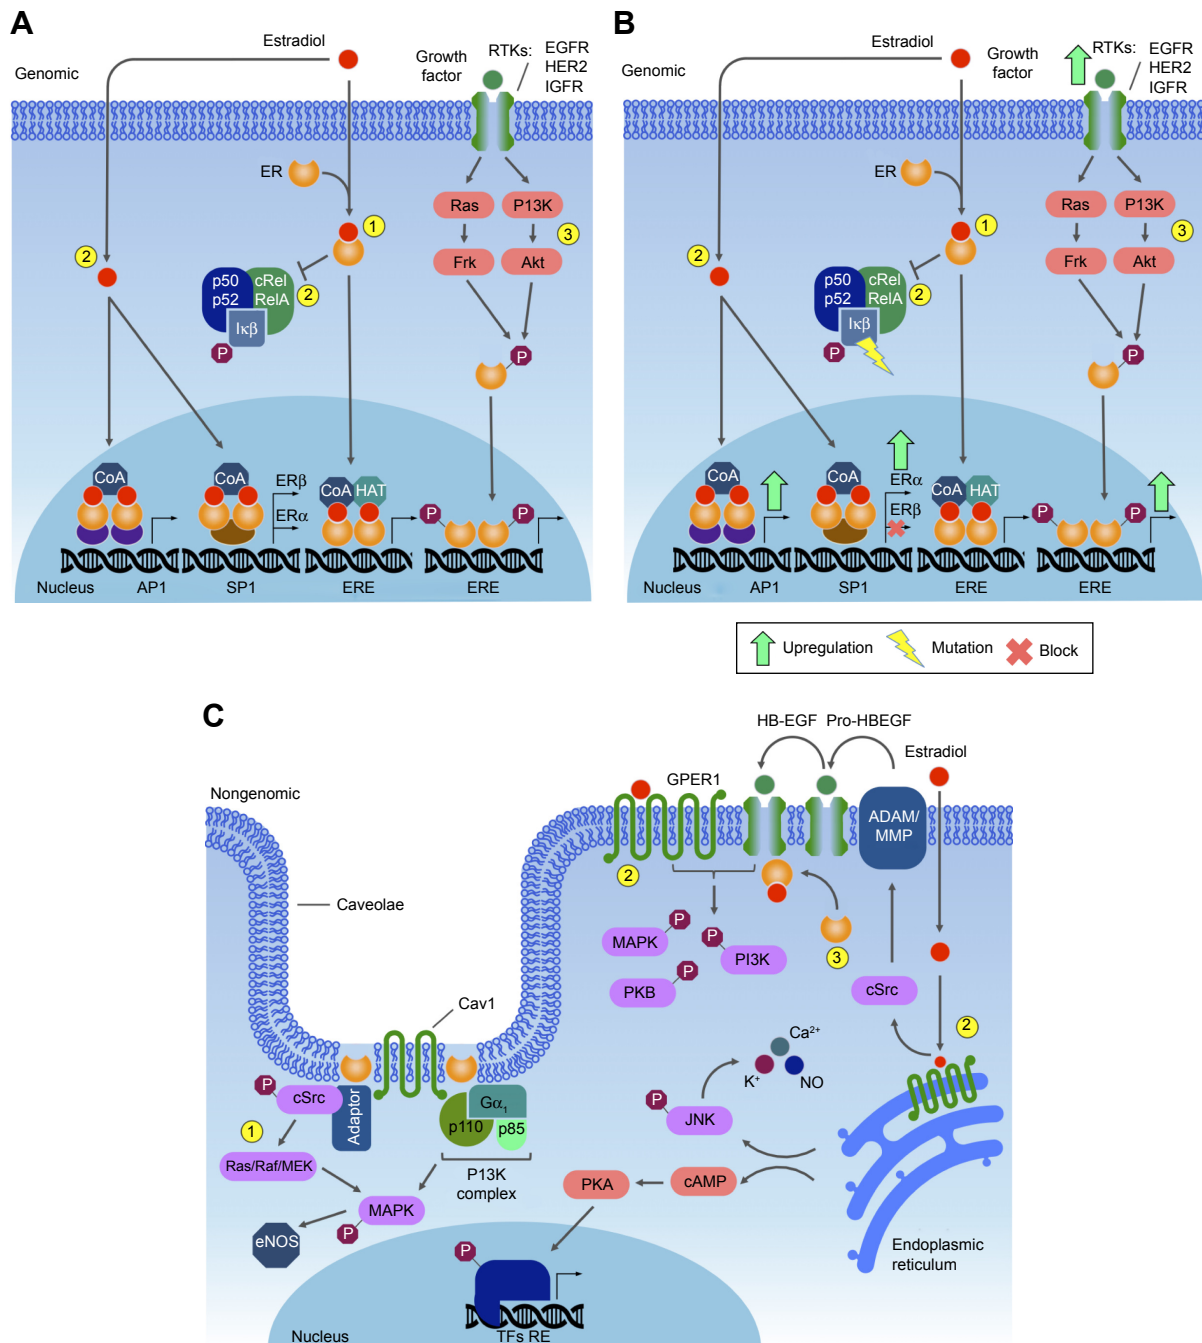 A
Genomic
Estradiol
Growth
factor
RTKs:
EGFR
HER2
IGFR
ER
1
2
2
3
Ras
P13K
Frk
Akt
p50
cRel
p52
RelA
Iκβ
P
P
CoA
CoA
ERβ
ERα
CoA
HAT
P
P
Nucleus
AP1
SP1
ERE
ERE
B
Genomic
Estradiol
Growth
factor
RTKs:
EGFR
HER2
IGFR
ER
1
2
2
3
Ras
P13K
Frk
Akt
p50
cRel
p52
RelA
Iκβ
P
P
CoA
CoA
ERα
ERβ
CoA
HAT
P
P
Nucleus
AP1
SP1
ERE
ERE
Upregulation
Mutation
Block
C
Nongenomic
HB-EGF
Pro-HBEGF
Estradiol
GPER1
ADAM/
MMP
2
Caveolae
P
MAPK
P
PI3K
P
PKB
3
cSrc
2
Cav1
Ca²⁺
K⁺
NO
P
cSrc
Adaptor
Gα₁
p110
p85
P
JNK
1
Ras/Raf/MEK
P13K
complex
MAPK
P
eNOS
PKA
cAMP
Endoplasmic
reticulum
P
Nucleus
TFs RE